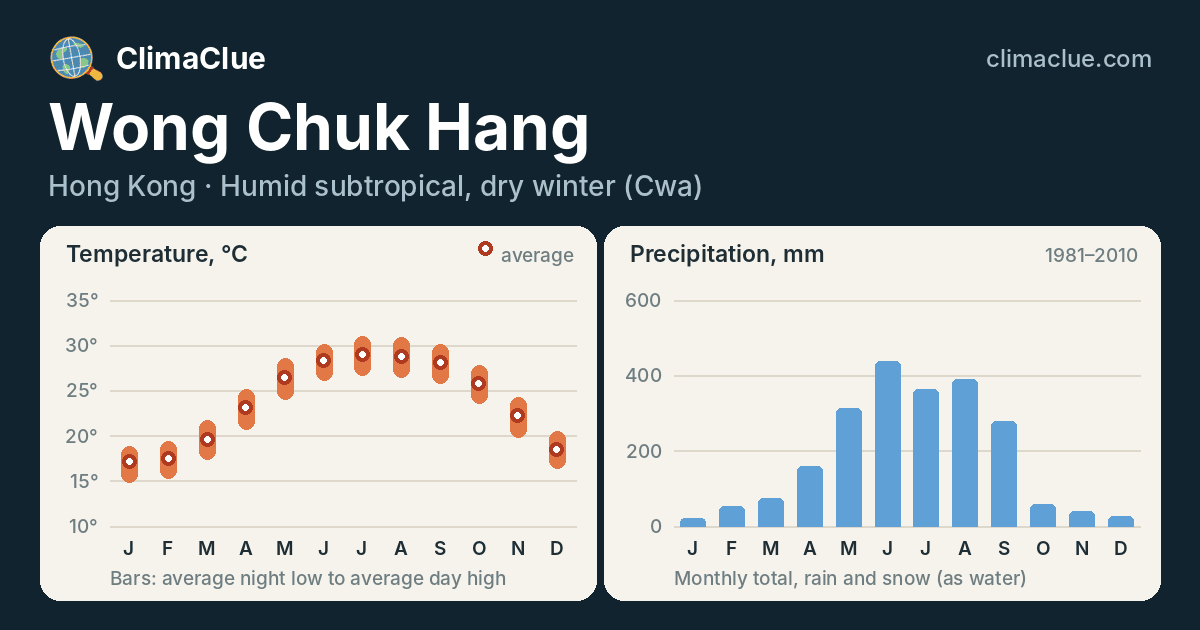 ClimaClue
climaclue.com
Wong Chuk Hang
Hong Kong · Humid subtropical, dry winter (Cwa)
Temperature, °C
average
35°
30°
25°
20°
15°
10°
J F M A M J J A S O N D
Bars: average night low to average day high
Precipitation, mm
1981–2010
600
400
200
0
J F M A M J J A S O N D
Monthly total, rain and snow (as water)